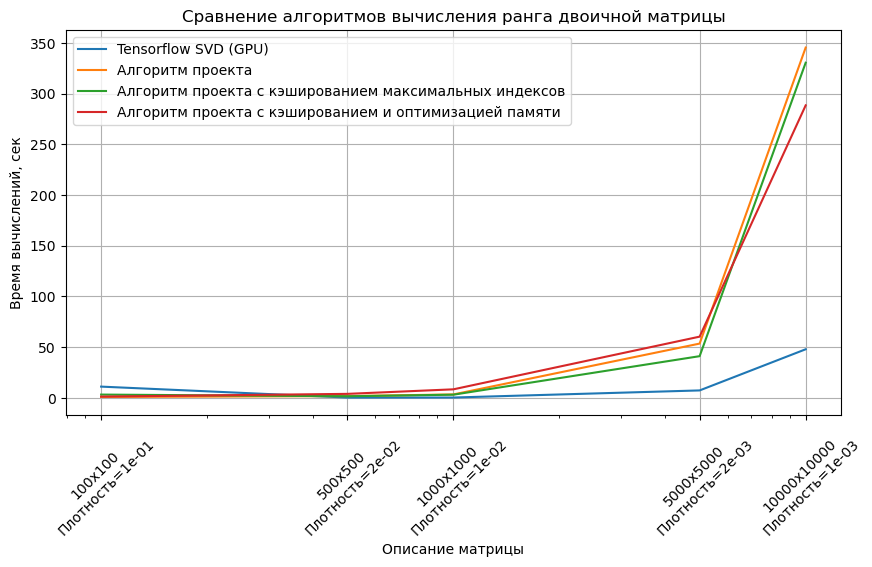 Сравнение алгоритмов вычисления ранга двоичной матрицы
Tensorflow SVD (GPU)
Алгоритм проекта
Алгоритм проекта с кэшированием максимальных индексов
Алгоритм проекта с кэшированием и оптимизацией памяти
Время вычислений, сек
350
300
250
200
150
100
50
0
100x100
Плотность=1e-01
500x500
Плотность=2e-02
1000x1000
Плотность=1e-02
5000x5000
Плотность=2e-03
10000x10000
Плотность=1e-03
Описание матрицы